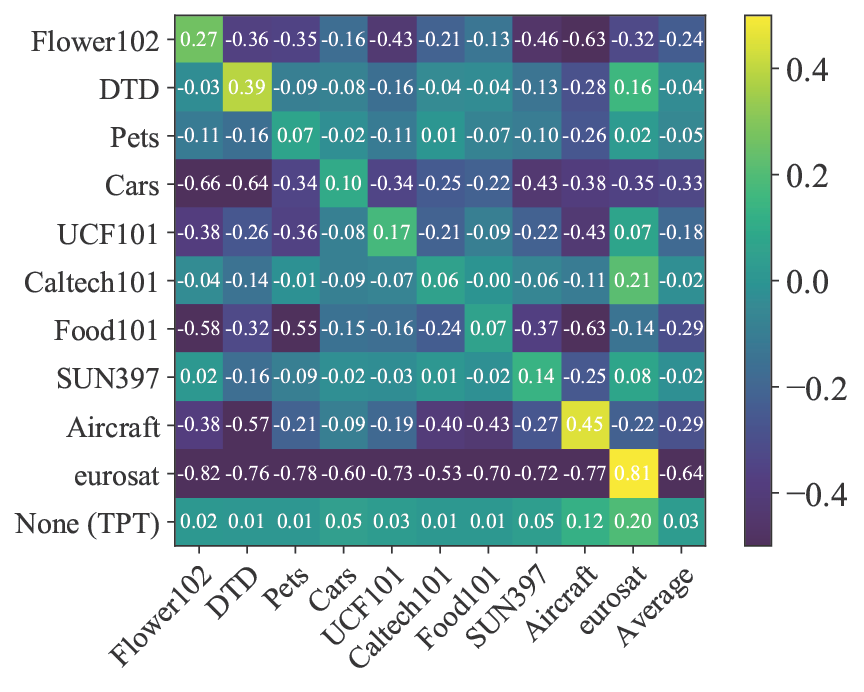 Flower102 0.27 -0.36 -0.35 -0.16 -0.43 -0.21 -0.13 -0.46 -0.63 -0.32 -0.24
DTD -0.03 0.39 -0.09 -0.08 -0.16 -0.04 -0.04 -0.13 -0.28 0.16 -0.04
Pets -0.11 -0.16 0.07 -0.02 -0.11 0.01 -0.07 -0.10 -0.26 0.02 -0.05
Cars -0.66 -0.64 -0.34 0.10 -0.34 -0.25 -0.22 -0.43 -0.38 -0.35 -0.33
UCF101 -0.38 -0.26 -0.36 -0.08 0.17 -0.21 -0.09 -0.22 -0.43 0.07 -0.18
Caltech101 -0.04 -0.14 -0.01 -0.09 -0.07 0.06 -0.00 -0.06 -0.11 0.21 -0.02
Food101 -0.58 -0.32 -0.55 -0.15 -0.16 -0.24 0.07 -0.37 -0.63 -0.14 -0.29
SUN397 0.02 -0.16 -0.09 -0.02 -0.03 0.01 -0.02 0.14 -0.25 0.08 -0.02
Aircraft -0.38 -0.57 -0.21 -0.09 -0.19 -0.40 -0.43 -0.27 0.45 -0.22 -0.29
eurosat -0.82 -0.76 -0.78 -0.60 -0.73 -0.53 -0.70 -0.72 -0.77 0.81 -0.64
None (TPT) 0.02 0.01 0.01 0.05 0.03 0.01 0.01 0.05 0.12 0.20 0.03
Flower102 DTD Pets Cars UCF101 Caltech101 Food101 SUN397 Aircraft eurosat Average
0.4
0.2
0.0
−0.2
−0.4